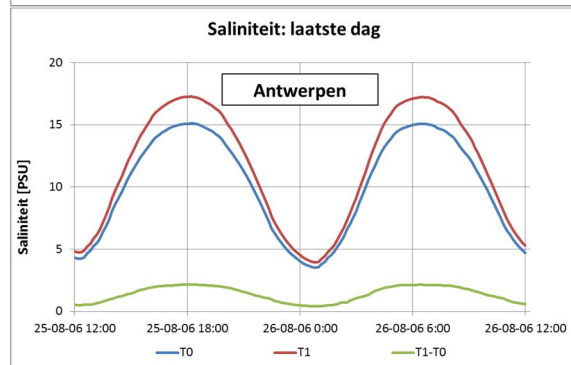 Saliniteit: laatste dag
Antwerpen
Saliniteit [PSU]
20
15
10
5
0
25-08-06 12:00 25-08-06 18:00 26-08-06 0:00 26-08-06 6:00 26-08-06 12:00
T0 T1 T1-T0